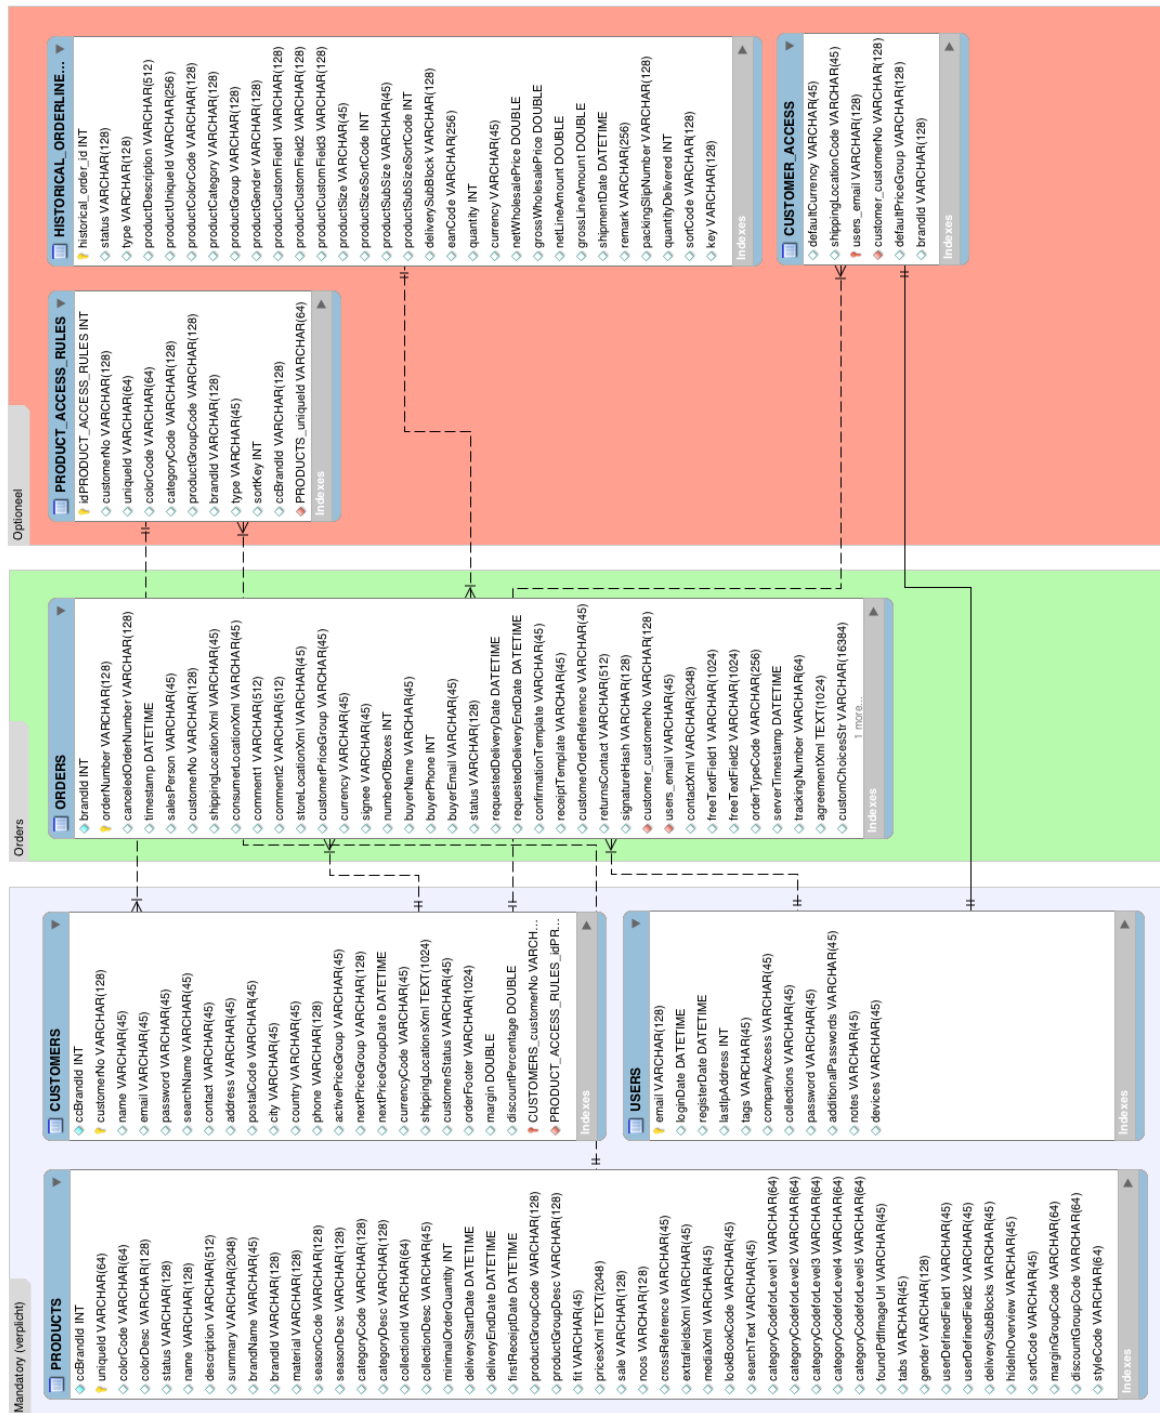 Mandatory (verplicht)
PRODUCTS
ccBrandId INT
uniqueId VARCHAR(64)
colorCode VARCHAR(64)
colorDesc VARCHAR(128)
status VARCHAR(128)
name VARCHAR(128)
description VARCHAR(512)
summary VARCHAR(2048)
brandName VARCHAR(45)
brandId VARCHAR(128)
material VARCHAR(128)
seasonCode VARCHAR(128)
seasonDesc VARCHAR(128)
categoryCode VARCHAR(128)
categoryDesc VARCHAR(128)
collectionId VARCHAR(64)
collectionDesc VARCHAR(45)
minimalOrderQuantity INT
deliveryStartDate DATETIME
deliveryEndDate DATETIME
firstReceiptDate DATETIME
productGroupCode VARCHAR(128)
productGroupDesc VARCHAR(128)
fit VARCHAR(45)
pricesXml TEXT(2048)
sale VARCHAR(128)
noos VARCHAR(128)
crossReference VARCHAR(45)
extrafieldsXml VARCHAR(45)
mediaXml VARCHAR(45)
lookBookCode VARCHAR(45)
searchText VARCHAR(45)
categoryCodeforLevel1 VARCHAR(64)
categoryCodeforLevel2 VARCHAR(64)
categoryCodeforLevel3 VARCHAR(64)
categoryCodeforLevel4 VARCHAR(64)
categoryCodeforLevel5 VARCHAR(64)
foundPdfImageUrl VARCHAR(45)
tabs VARCHAR(45)
gender VARCHAR(128)
userDefinedField1 VARCHAR(45)
userDefinedField2 VARCHAR(45)
deliverySubBlocks VARCHAR(45)
hideInOverview VARCHAR(45)
sortCode VARCHAR(45)
marginGroupCode VARCHAR(64)
discountGroupCode VARCHAR(64)
styleCode VARCHAR(64)
Indexes
CUSTOMERS
ccBrandId INT
customerNo VARCHAR(128)
name VARCHAR(45)
email VARCHAR(45)
password VARCHAR(45)
searchName VARCHAR(45)
contact VARCHAR(45)
address VARCHAR(45)
postalCode VARCHAR(45)
city VARCHAR(45)
country VARCHAR(45)
phone VARCHAR(128)
activePriceGroup VARCHAR(45)
nextPriceGroup VARCHAR(128)
nextPriceGroupDate DATETIME
currencyCode VARCHAR(45)
shippingLocationsXml TEXT(1024)
customerStatus VARCHAR(45)
orderFooter VARCHAR(1024)
margin DOUBLE
discountPercentage DOUBLE
CUSTOMERS_customerNo VARCH...
PRODUCT_ACCESS_RULES_idPR...
Indexes
USERS
email VARCHAR(128)
loginDate DATETIME
registerDate DATETIME
lastIpAddress INT
tags VARCHAR(45)
companyAccess VARCHAR(45)
collections VARCHAR(45)
password VARCHAR(45)
additionalPasswords VARCHAR(45)
notes VARCHAR(45)
devices VARCHAR(45)
Indexes
Orders
ORDERS
brandId INT
orderNumber VARCHAR(128)
canceledOrderNumber VARCHAR(128)
timestamp DATETIME
salesPerson VARCHAR(45)
customerNo VARCHAR(128)
shippingLocationXml VARCHAR(45)
consumerLocationXml VARCHAR(45)
comment1 VARCHAR(512)
comment2 VARCHAR(512)
storeLocationXml VARCHAR(45)
customerPriceGroup VARCHAR(45)
currency VARCHAR(45)
signee VARCHAR(45)
numberOfBoxes INT
buyerName VARCHAR(45)
buyerPhone INT
buyerEmail VARCHAR(45)
status VARCHAR(128)
requestedDeliveryDate DATETIME
requestedDeliveryEndDate DATETIME
confirmationTemplate VARCHAR(45)
receiptTemplate VARCHAR(45)
customerOrderReference VARCHAR(45)
returnsContact VARCHAR(512)
signatureHash VARCHAR(128)
customer_customerNo VARCHAR(128)
users_email VARCHAR(45)
contactXml VARCHAR(2048)
freeTextField1 VARCHAR(1024)
freeTextField2 VARCHAR(1024)
orderTypeCode VARCHAR(256)
serverTimestamp DATETIME
trackingNumber VARCHAR(64)
agreementXml TEXT(1024)
customChoicesStr VARCHAR(16384)
1 more...
Indexes
Optioneel
PRODUCT_ACCESS_RULES
idPRODUCT_ACCESS_RULES INT
customerNo VARCHAR(128)
uniqueId VARCHAR(64)
colorCode VARCHAR(64)
categoryCode VARCHAR(128)
productGroupCode VARCHAR(128)
brandId VARCHAR(128)
type VARCHAR(45)
sortKey INT
ccBrandId VARCHAR(128)
PRODUCTS_uniqueId VARCHAR(64)
Indexes
HISTORICAL_ORDERLINE...
historical_order_id INT
status VARCHAR(128)
type VARCHAR(128)
productDescription VARCHAR(512)
productUniqueId VARCHAR(256)
productColorCode VARCHAR(128)
productCategory VARCHAR(128)
productGroup VARCHAR(128)
productGender VARCHAR(128)
productCustomField1 VARCHAR(128)
productCustomField2 VARCHAR(128)
productCustomField3 VARCHAR(128)
productSize VARCHAR(45)
productSizeSortCode INT
productSubSize VARCHAR(45)
productSubSizeSortCode INT
deliverySubBlock VARCHAR(128)
eanCode VARCHAR(256)
quantity INT
currency VARCHAR(45)
netWholesalePrice DOUBLE
grossWholesalePrice DOUBLE
netLineAmount DOUBLE
grossLineAmount DOUBLE
shipmentDate DATETIME
remark VARCHAR(256)
packingSlipNumber VARCHAR(128)
quantityDelivered INT
sortCode VARCHAR(128)
key VARCHAR(128)
Indexes
CUSTOMER_ACCESS
defaultCurrency VARCHAR(45)
shippingLocationCode VARCHAR(45)
users_email VARCHAR(128)
customer_customerNo VARCHAR(128)
defaultPriceGroup VARCHAR(128)
brandId VARCHAR(128)
Indexes